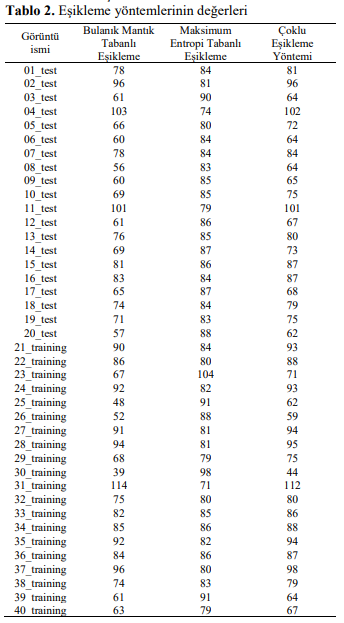 Tablo 2. Eşikleme yöntemlerinin değerleri
Görüntü ismi Bulanık Mantık Tabanlı Eşikleme Maksimum Entropi Tabanlı Eşikleme Çoklu Eşikleme Yöntemi
01_test 78 84 81
02_test 96 81 96
03_test 61 90 64
04_test 103 74 102
05_test 66 80 72
06_test 60 84 64
07_test 78 84 84
08_test 56 83 64
09_test 60 85 65
10_test 69 85 75
11_test 101 79 101
12_test 61 86 67
13_test 76 85 80
14_test 69 87 73
15_test 81 86 87
16_test 83 84 87
17_test 65 87 68
18_test 74 84 79
19_test 71 83 75
20_test 57 88 62
21_training 90 84 93
22_training 86 80 88
23_training 67 104 71
24_training 92 82 93
25_training 48 91 62
26_training 52 88 59
27_training 91 81 94
28_training 94 81 95
29_training 68 79 75
30_training 39 98 44
31_training 114 71 112
32_training 75 80 80
33_training 82 85 86
34_training 85 86 88
35_training 92 82 94
36_training 84 86 87
37_training 96 80 98
38_training 74 83 79
39_training 61 91 64
40_training 63 79 67